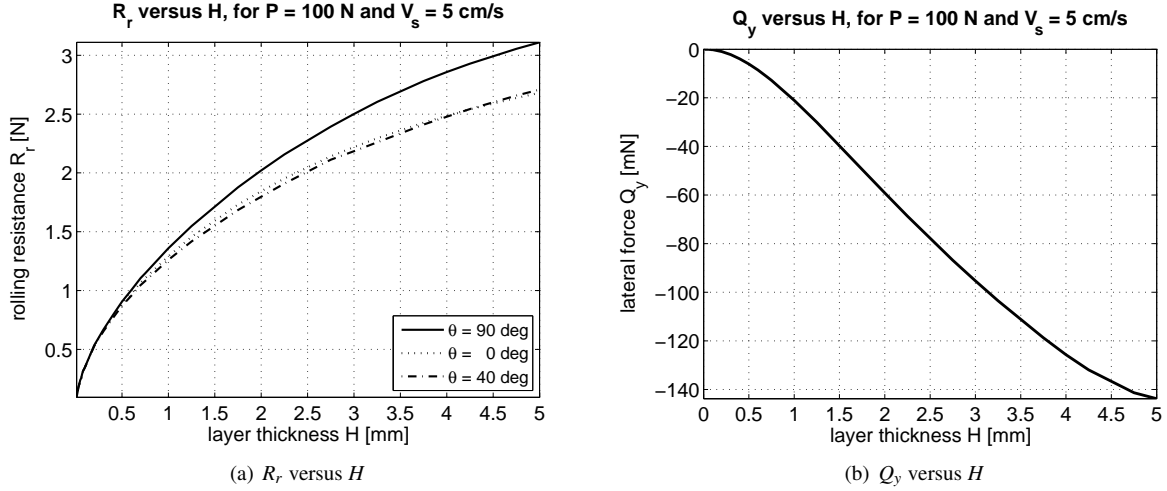 R_r versus H, for P = 100 N and V_s = 5 cm/s
rolling resistance R_r [N]
3
2.5
2
1.5
1
0.5
0.5 1 1.5 2 2.5 3 3.5 4 4.5 5
layer thickness H [mm]
θ = 90 deg
θ = 0 deg
θ = 40 deg
(a) R_r versus H
Q_y versus H, for P = 100 N and V_s = 5 cm/s
lateral force Q_y [mN]
0
−20
−40
−60
−80
−100
−120
−140
0 0.5 1 1.5 2 2.5 3 3.5 4 4.5 5
layer thickness H [mm]
(b) Q_y versus H